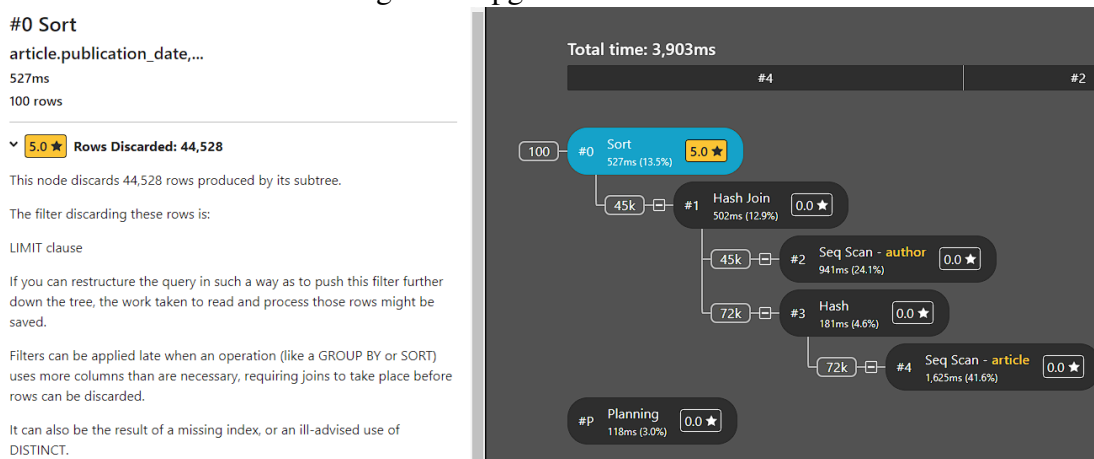 #0 Sort
article.publication_date,...
527ms
100 rows
5.0 ★ Rows Discarded: 44,528
This node discards 44,528 rows produced by its subtree.
The filter discarding these rows is:
LIMIT clause
If you can restructure the query in such a way as to push this filter further
down the tree, the work taken to read and process those rows might be
saved.
Filters can be applied late when an operation (like a GROUP BY or SORT)
uses more columns than are necessary, requiring joins to take place before
rows can be discarded.
It can also be the result of a missing index, or an ill-advised use of
DISTINCT.
Total time: 3,903ms
#4 #2
100 #0 Sort 5.0 ★
527ms (13.5%)
45k #1 Hash Join 0.0 ★
502ms (12.9%)
45k #2 Seq Scan - author 0.0 ★
941ms (24.1%)
72k #3 Hash 0.0 ★
181ms (4.6%)
72k #4 Seq Scan - article 0.0 ★
1,625ms (41.6%)
#P Planning 0.0 ★
118ms (3.0%)